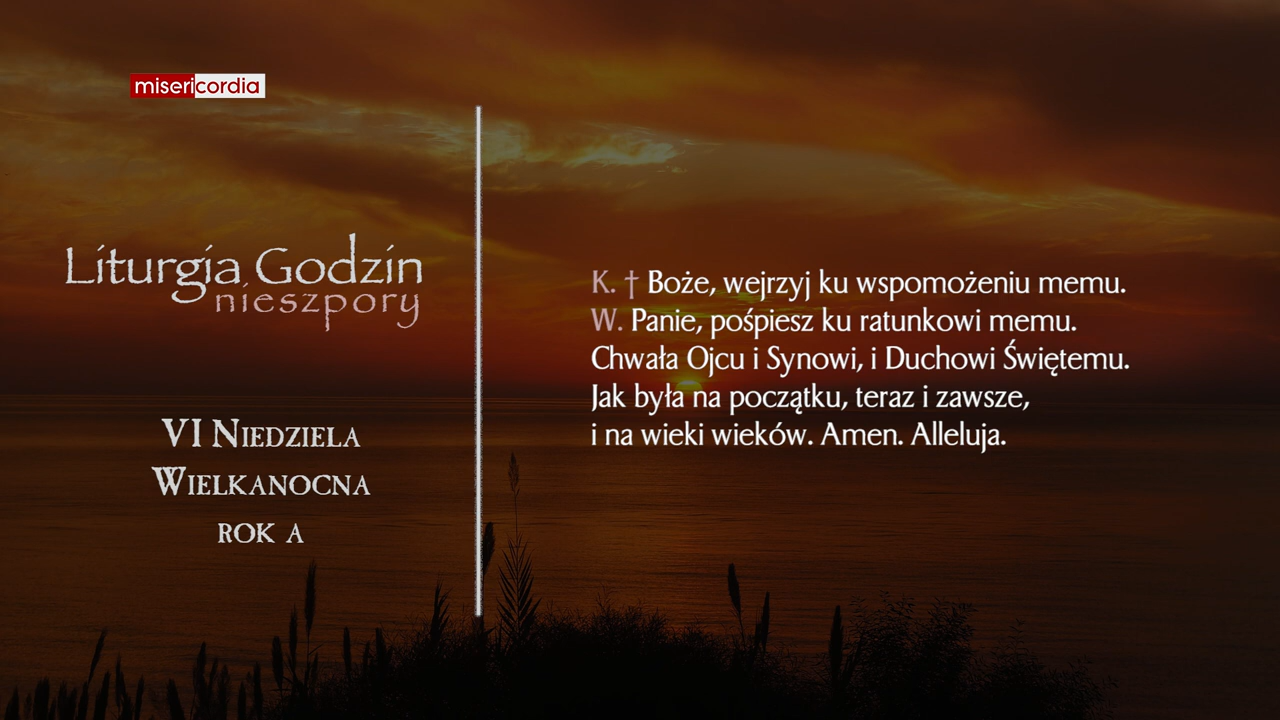 misericordia
Liturgia Godzin
nieszpory
VI Niedziela
Wielkanocna
rok a
K. † Boże, wejrzyj ku wspomożeniu memu.
W. Panie, pośpiesz ku ratunkowi memu.
Chwała Ojcu i Synowi, i Duchowi Świętemu.
Jak była na początku, teraz i zawsze,
i na wieki wieków. Amen. Alleluja.